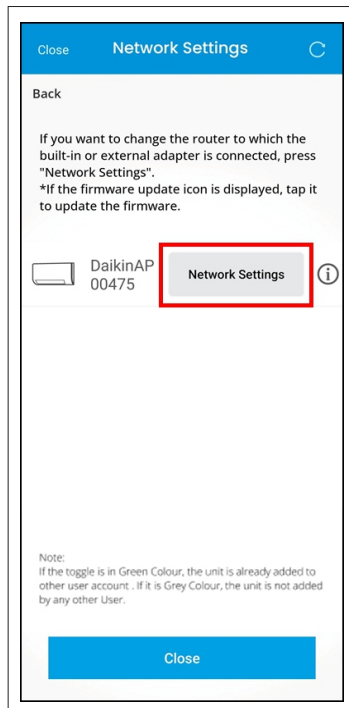 Close Network Settings
Back
If you want to change the router to which the
built-in or external adapter is connected, press
"Network Settings".
*If the firmware update icon is displayed, tap it
to update the firmware.
DaikinAP
00475
Network Settings
i
Note:
If the toggle is in Green Colour, the unit is already added to
other user account . If it is Grey Colour, the unit is not added
by any other User.
Close